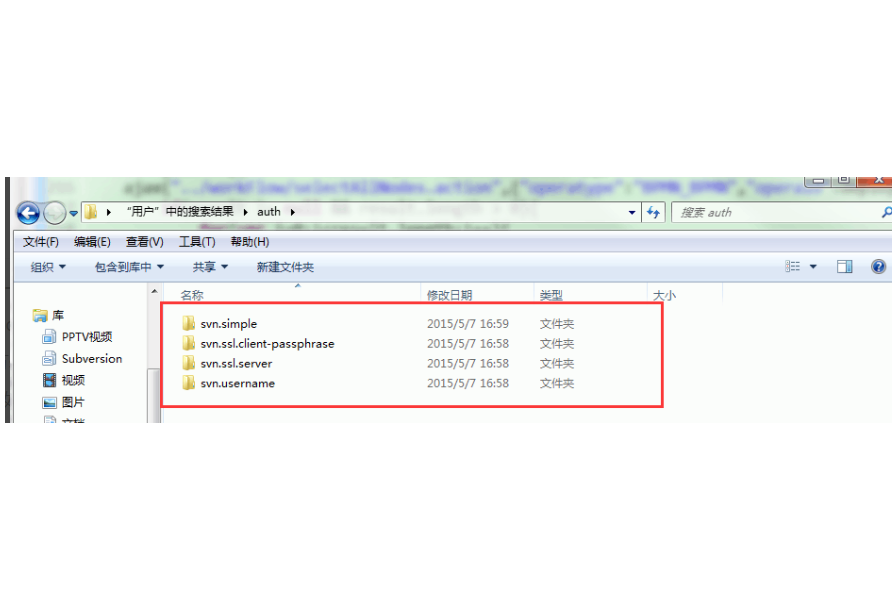 "用户" 中的搜索结果 auth
搜索 auth
文件(F) 编辑(E) 查看(V) 工具(T) 帮助(H)
组织 包含到库中 共享 新建文件夹
名称 修改日期 类型 大小
库
PPTV视频
Subversion
视频
图片
文档
svn.simple 2015/5/7 16:59 文件夹
svn.ssl.client-passphrase 2015/5/7 16:58 文件夹
svn.ssl.server 2015/5/7 16:58 文件夹
svn.username 2015/5/7 16:58 文件夹